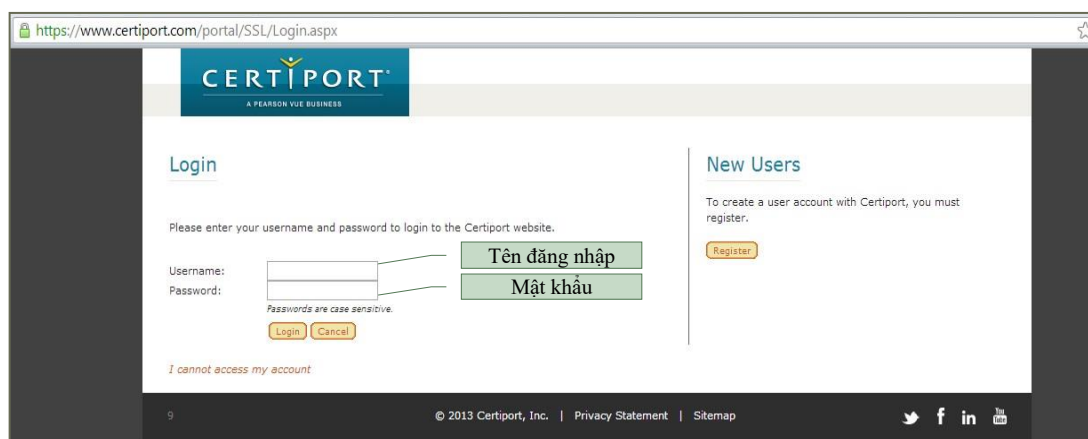 https://www.certiport.com/portal/SSL/Login.aspx
CERTIPORT
A PEARSON VUE BUSINESS
Login
Please enter your username and password to login to the Certiport website.
Username:
Tên đăng nhập
Password:
Mật khẩu
Passwords are case sensitive.
Login Cancel
I cannot access my account
New Users
To create a user account with Certiport, you must
register.
Register
9
© 2013 Certiport, Inc. | Privacy Statement | Sitemap
f in You Tube